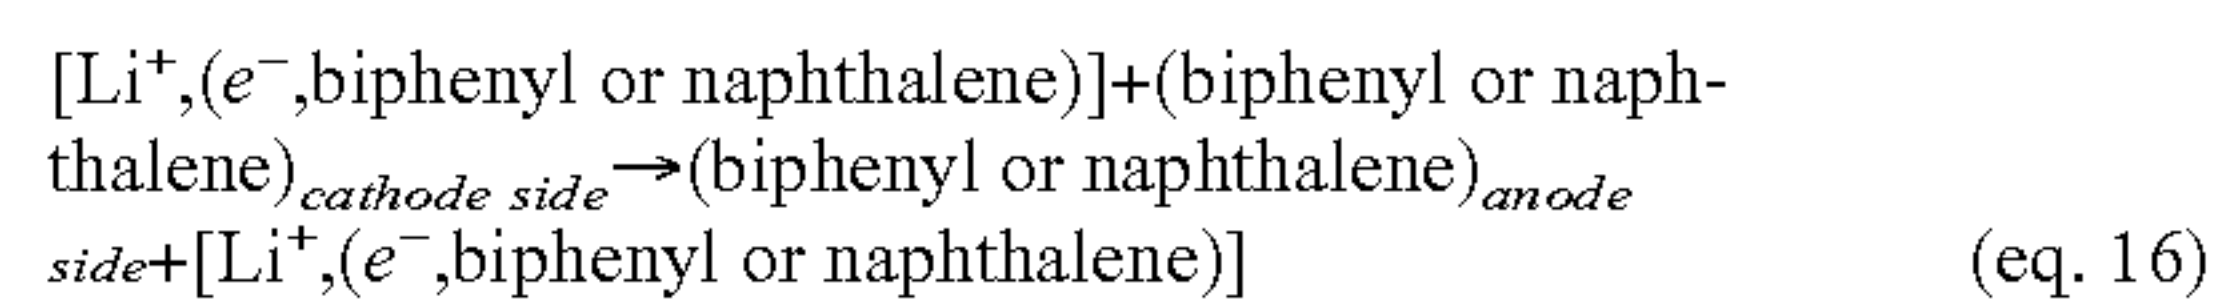 [Li⁺,(e⁻,biphenyl or naphthalene)]+(biphenyl or naph-
thalene)cathode side→(biphenyl or naphthalene)anode
side+[Li⁺,(e⁻,biphenyl or naphthalene)] (eq. 16)